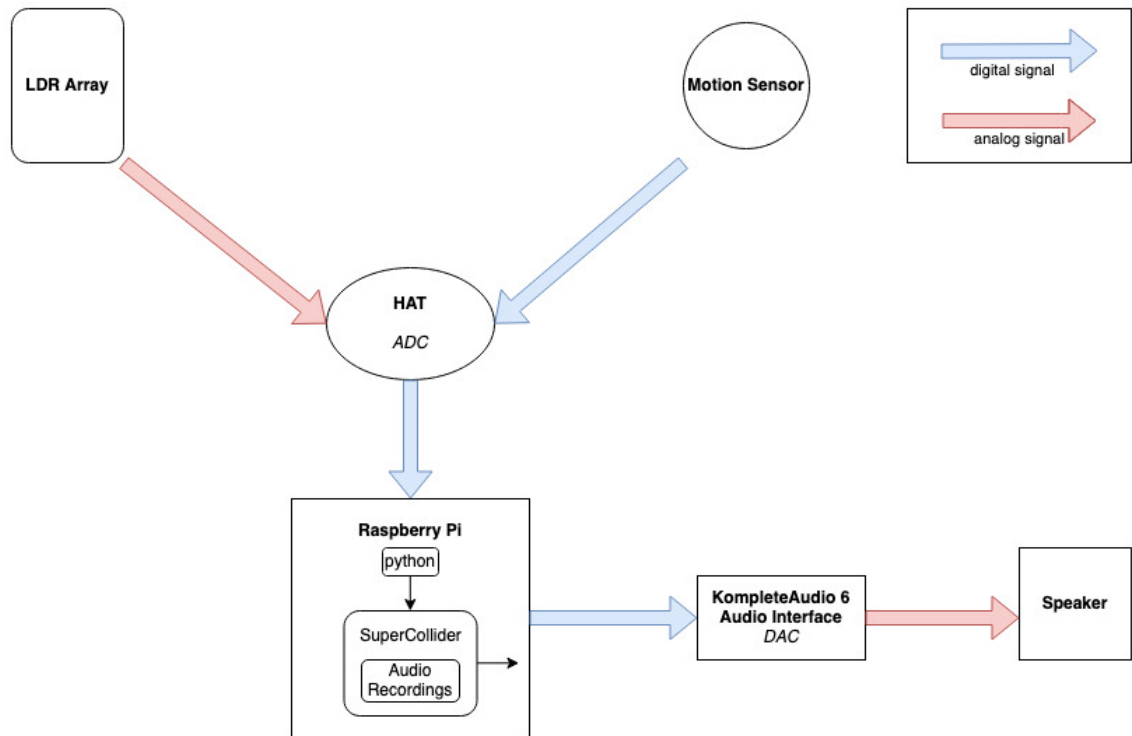 LDR Array
Motion Sensor
digital signal
analog signal
HAT
ADC
Raspberry Pi
python
SuperCollider
Audio
Recordings
KompleteAudio 6
Audio Interface
DAC
Speaker